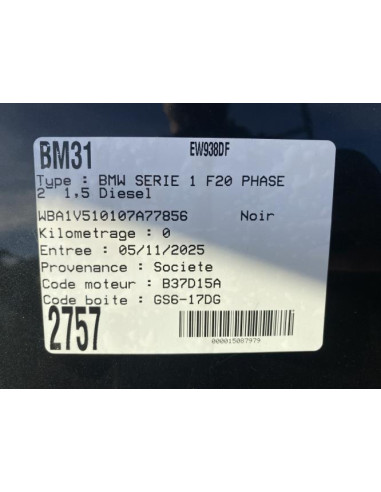 BM31 EW938DF
Type : BMW SERIE 1 F20 PHASE
2 1,5 Diesel
WBA1V510107A77856 Noir
Kilometrage : 0
Entree : 05/11/2025
Provenance : Societe
Code moteur : B37D15A
Code boite : GS6-17DG
2757
000015087979